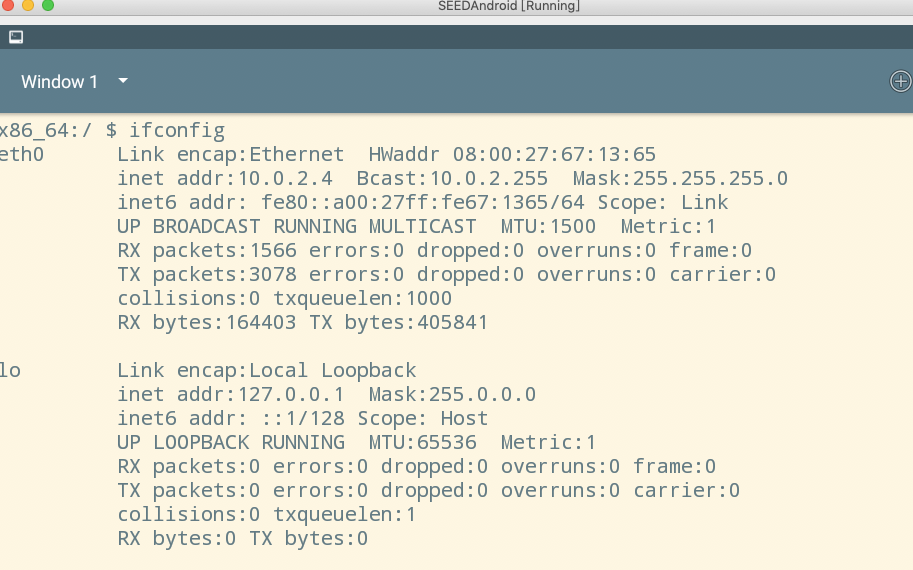 SEEDAndroid [Running]
Window 1
x86_64:/ $ ifconfig
eth0      Link encap:Ethernet  HWaddr 08:00:27:67:13:65
          inet addr:10.0.2.4  Bcast:10.0.2.255  Mask:255.255.255.0
          inet6 addr: fe80::a00:27ff:fe67:1365/64 Scope: Link
          UP BROADCAST RUNNING MULTICAST  MTU:1500  Metric:1
          RX packets:1566 errors:0 dropped:0 overruns:0 frame:0
          TX packets:3078 errors:0 dropped:0 overruns:0 carrier:0
          collisions:0 txqueuelen:1000
          RX bytes:164403 TX bytes:405841
lo        Link encap:Local Loopback
          inet addr:127.0.0.1  Mask:255.0.0.0
          inet6 addr: ::1/128 Scope: Host
          UP LOOPBACK RUNNING  MTU:65536  Metric:1
          RX packets:0 errors:0 dropped:0 overruns:0 frame:0
          TX packets:0 errors:0 dropped:0 overruns:0 carrier:0
          collisions:0 txqueuelen:1
          RX bytes:0 TX bytes:0